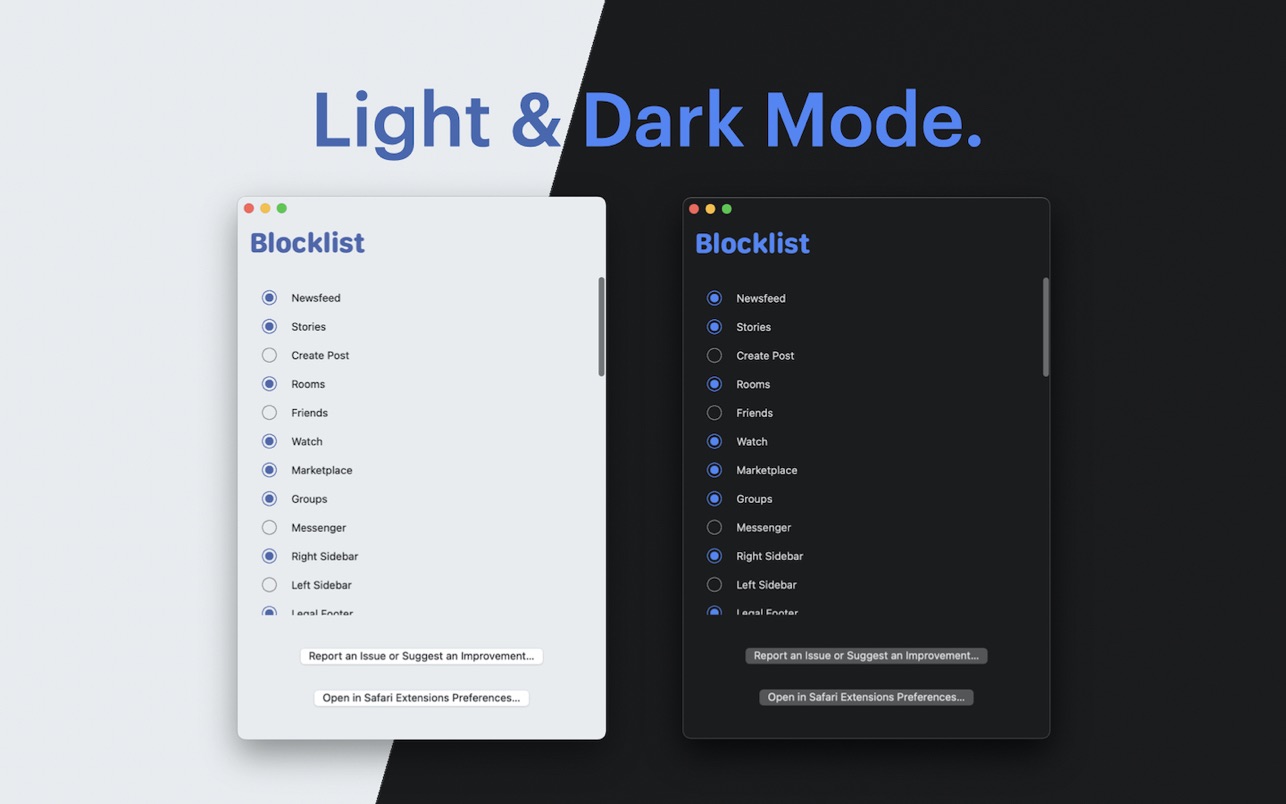 Light & Dark Mode.
Blocklist
Newsfeed
Stories
Create Post
Rooms
Friends
Watch
Marketplace
Groups
Messenger
Right Sidebar
Left Sidebar
Legal Footer
Report an Issue or Suggest an Improvement...
Open in Safari Extensions Preferences...
Blocklist
Newsfeed
Stories
Create Post
Rooms
Friends
Watch
Marketplace
Groups
Messenger
Right Sidebar
Left Sidebar
Legal Footer
Report an Issue or Suggest an Improvement...
Open in Safari Extensions Preferences...